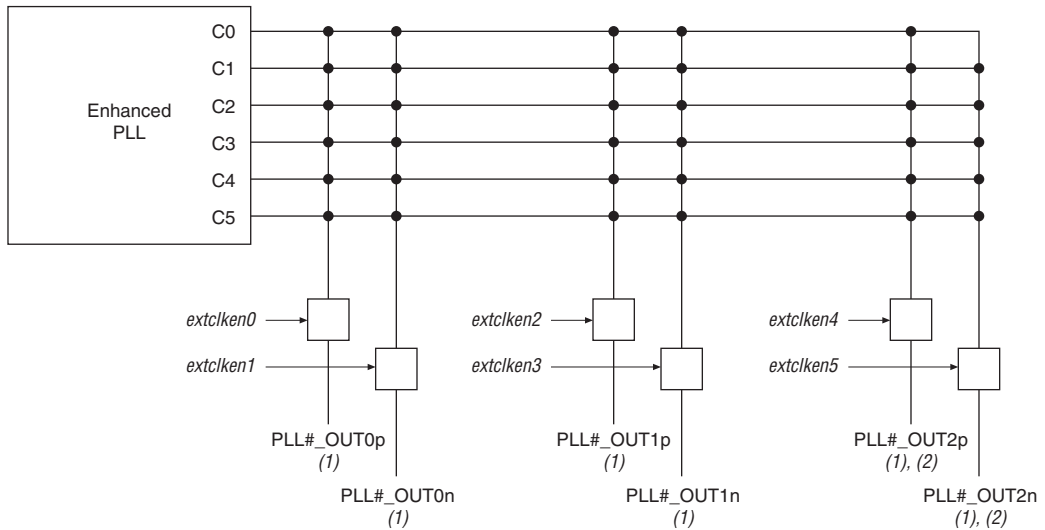 C0
C1
Enhanced
PLL
C2
C3
C4
C5
extclken0
extclken2
extclken4
extclken1
extclken3
extclken5
PLL#_OUT0p
(1)
PLL#_OUT1p
(1)
PLL#_OUT2p
(1), (2)
PLL#_OUT0n
(1)
PLL#_OUT1n
(1)
PLL#_OUT2n
(1), (2)